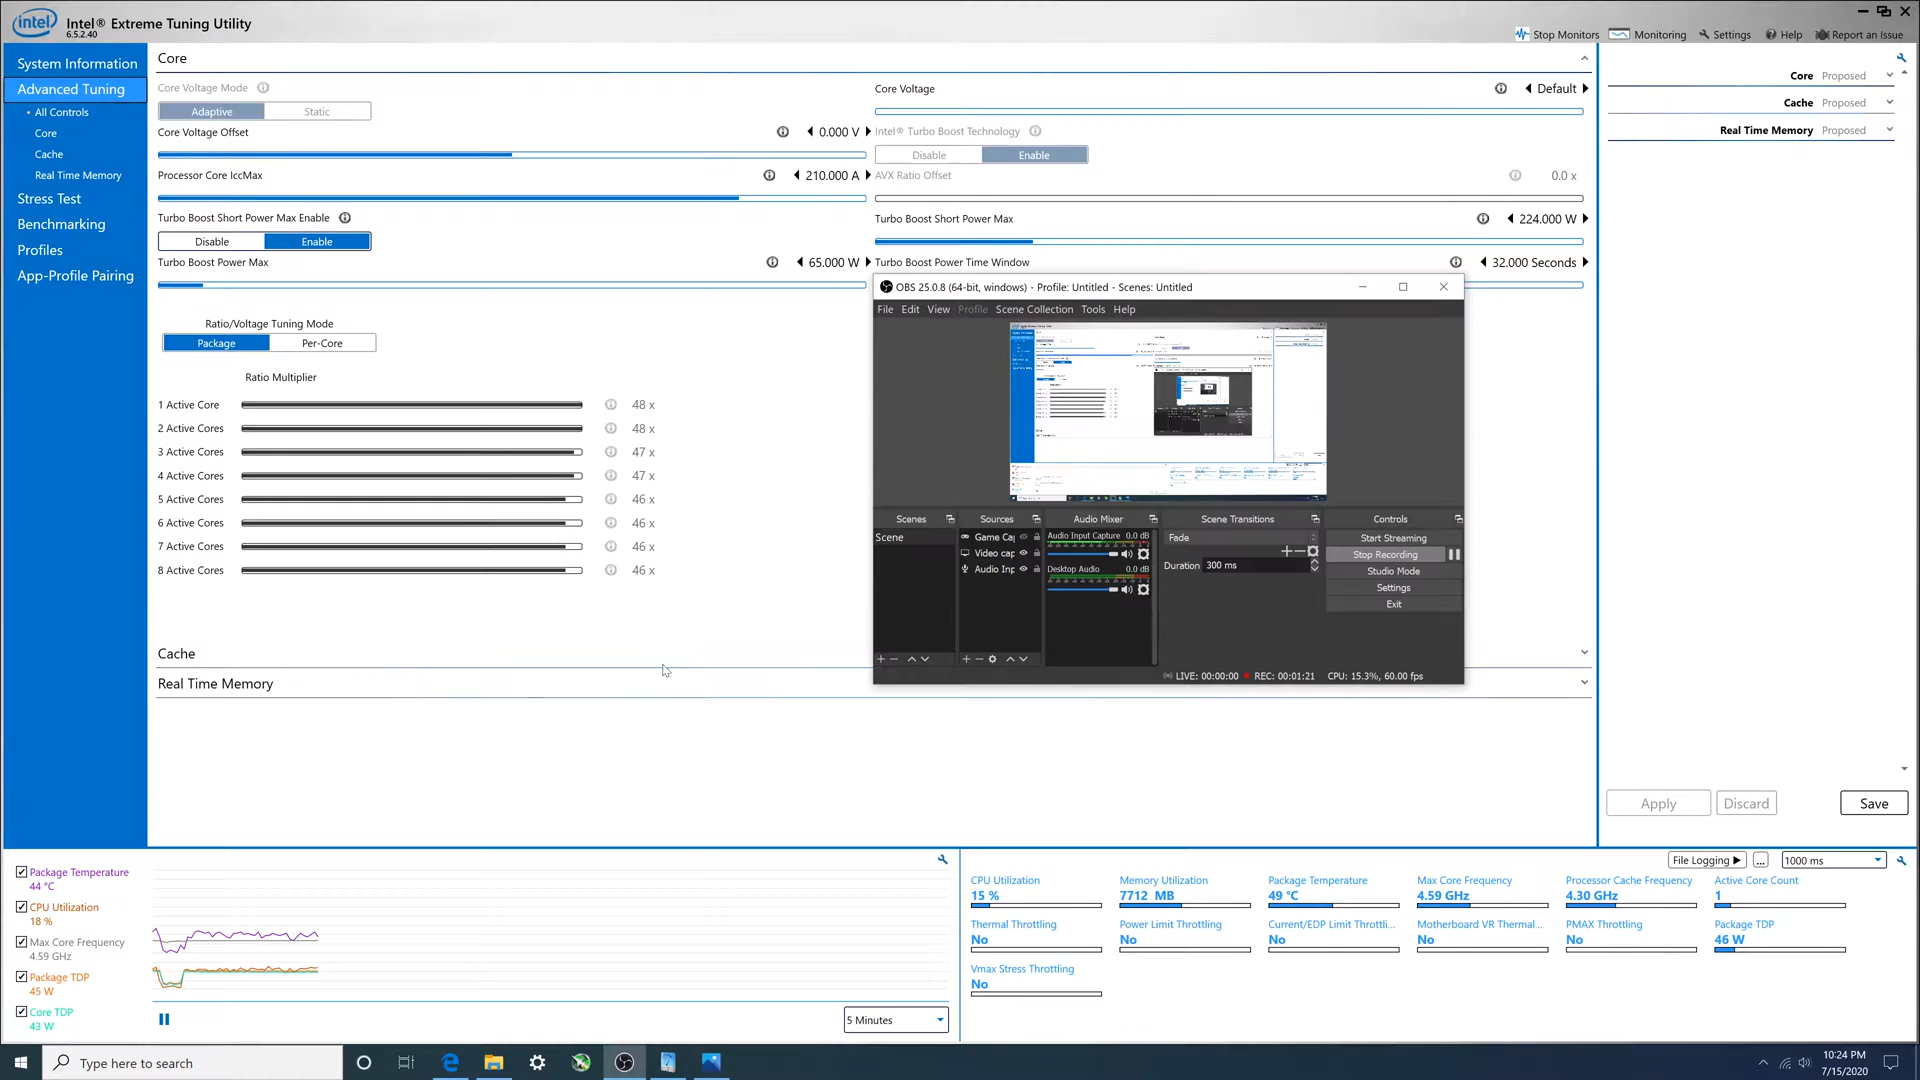 intel
Intel® Extreme Tuning Utility
6.5.2.40
Stop Monitors
Monitoring
Settings
Help
Report an Issue
System Information
Advanced Tuning
• All Controls
Core
Cache
Real Time Memory
Stress Test
Benchmarking
Profiles
App-Profile Pairing
Core
Core Voltage Mode
Adaptive
Static
Core Voltage Offset
0.000 V
Processor Core IccMax
210.000 A
Turbo Boost Short Power Max Enable
Disable
Enable
Turbo Boost Power Max
65.000 W
Core Voltage
Default
Intel® Turbo Boost Technology
Disable
Enable
AVX Ratio Offset
0.0 x
Turbo Boost Short Power Max
224.000 W
Turbo Boost Power Time Window
32.000 Seconds
Ratio/Voltage Tuning Mode
Package
Per-Core
Ratio Multiplier
1 Active Core 48 x
2 Active Cores 48 x
3 Active Cores 47 x
4 Active Cores 47 x
5 Active Cores 46 x
6 Active Cores 46 x
7 Active Cores 46 x
8 Active Cores 46 x
Cache
Real Time Memory
OBS 25.0.8 (64-bit, windows) - Profile: Untitled - Scenes: Untitled
File Edit View Profile Scene Collection Tools Help
Scenes
Scene
Sources
Game Ca
Video cap
Audio Inp
Audio Mixer
Audio Input Capture 0.0 dB
Desktop Audio 0.0 dB
Scene Transitions
Fade
Duration 300 ms
Controls
Start Streaming
Stop Recording
Studio Mode
Settings
Exit
LIVE: 00:00:00 REC: 00:01:21 CPU: 15.3%, 60.00 fps
Core Proposed
Cache Proposed
Real Time Memory Proposed
Apply
Discard
Save
Package Temperature
44 °C
CPU Utilization
18 %
Max Core Frequency
4.59 GHz
Package TDP
45 W
Core TDP
43 W
5 Minutes
File Logging
...
1000 ms
CPU Utilization
15 %
Memory Utilization
7712 MB
Package Temperature
49 °C
Max Core Frequency
4.59 GHz
Processor Cache Frequency
4.30 GHz
Active Core Count
1
Thermal Throttling
No
Power Limit Throttling
No
Current/EDP Limit Throttli...
No
Motherboard VR Thermal...
No
PMAX Throttling
No
Package TDP
46 W
Vmax Stress Throttling
No
Type here to search
10:24 PM
7/15/2020